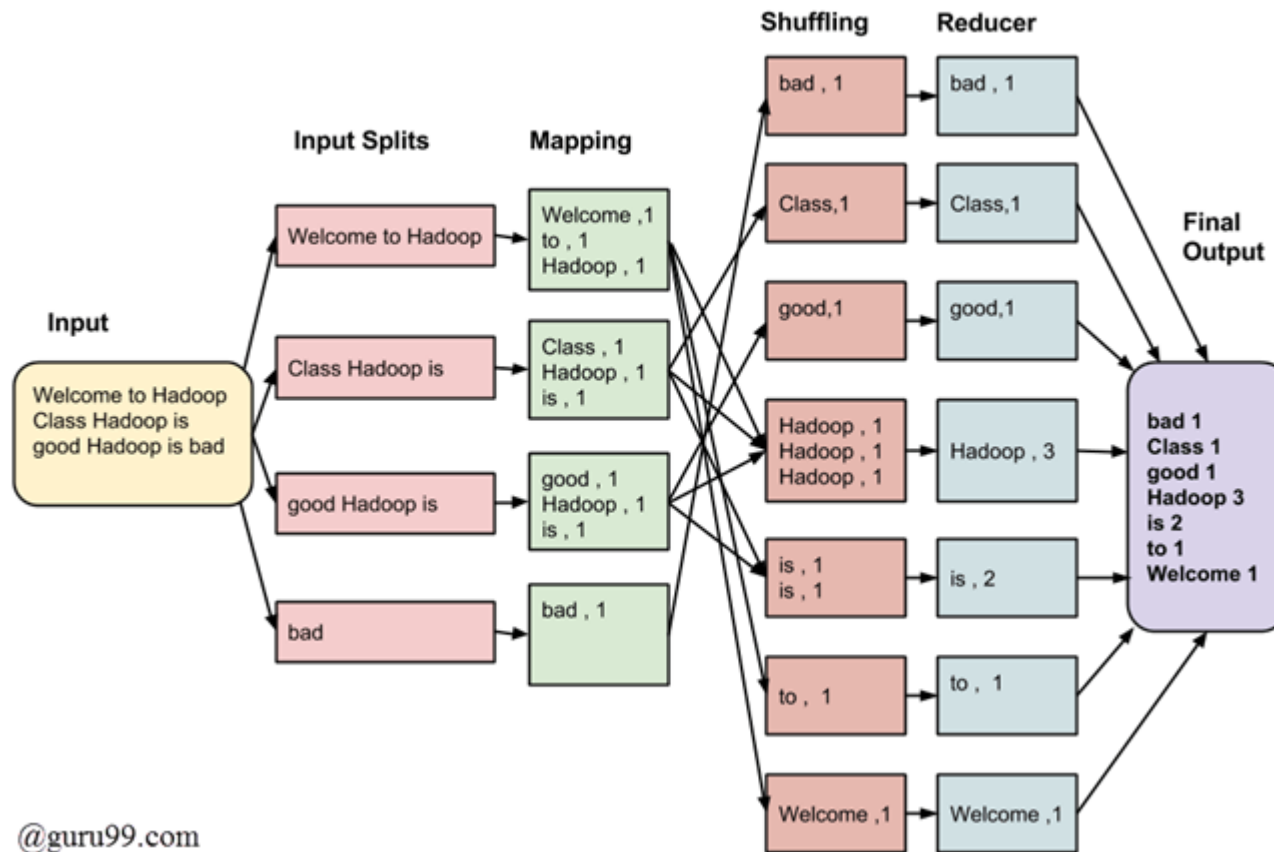 Input
Welcome to Hadoop
Class Hadoop is
good Hadoop is bad
Input Splits
Welcome to Hadoop
Class Hadoop is
good Hadoop is
bad
Mapping
Welcome ,1
to , 1
Hadoop , 1
Class , 1
Hadoop , 1
is , 1
good , 1
Hadoop , 1
is , 1
bad , 1
Shuffling
bad , 1
Class,1
good,1
Hadoop , 1
Hadoop , 1
Hadoop , 1
is , 1
is , 1
to , 1
Welcome ,1
Reducer
bad , 1
Class,1
good,1
Hadoop , 3
is , 2
to , 1
Welcome ,1
Final
Output
bad 1
Class 1
good 1
Hadoop 3
is 2
to 1
Welcome 1
@guru99.com